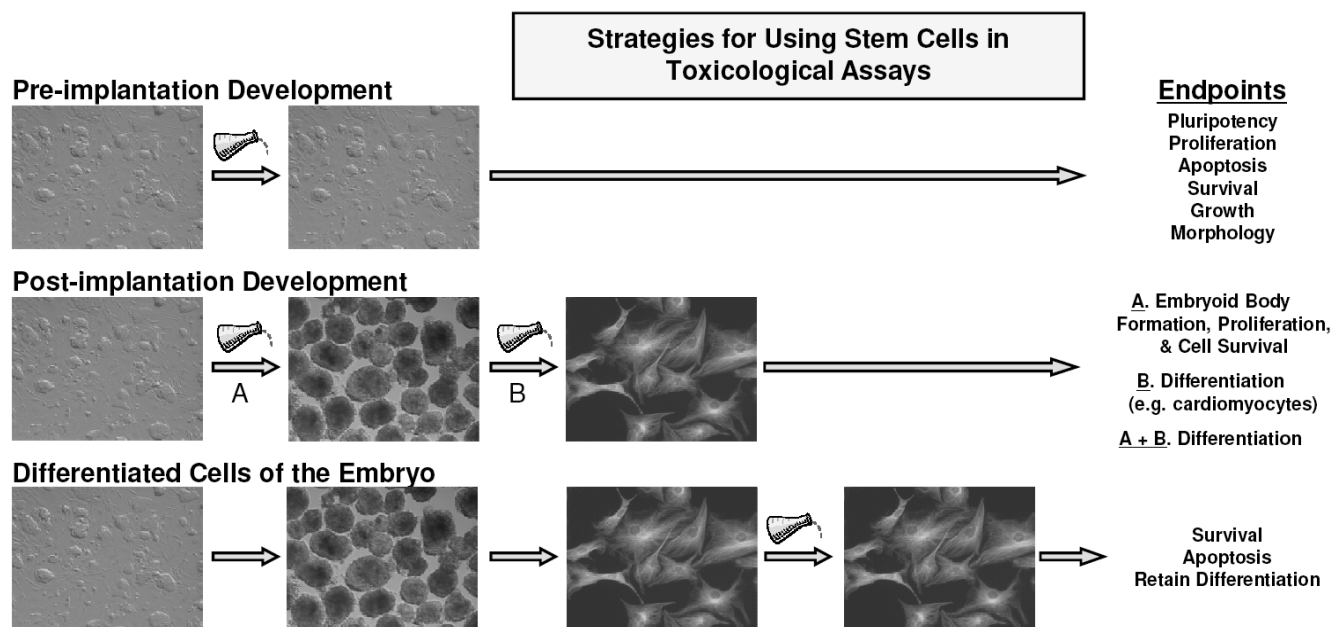 Strategies for Using Stem Cells in
Toxicological Assays
Pre-implantation Development
Endpoints
Pluripotency
Proliferation
Apoptosis
Survival
Growth
Morphology
Post-implantation Development
A
B
A. Embryoid Body
Formation, Proliferation,
& Cell Survival
B. Differentiation
(e.g. cardiomyocytes)
A + B. Differentiation
Differentiated Cells of the Embryo
Survival
Apoptosis
Retain Differentiation